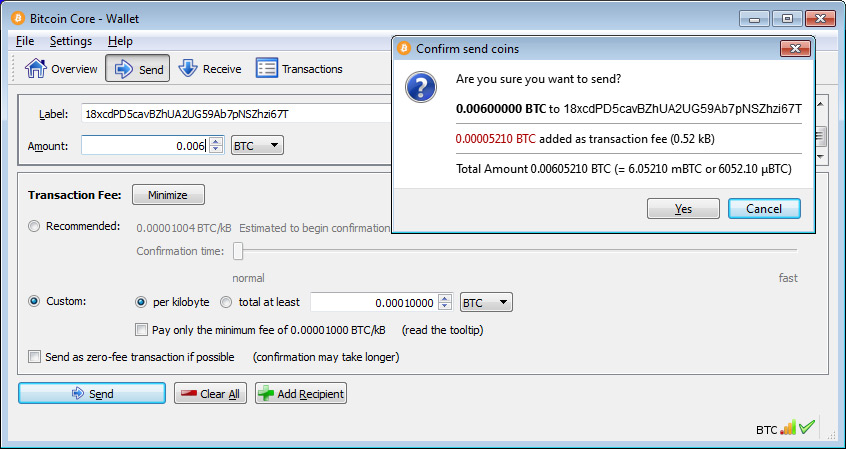 Bitcoin Core - Wallet
File Settings Help
Overview Send Receive Transactions
Label: 18xcdPD5cavBZhUA2UG59Ab7pNSZhzi67T
Amount: 0.006 BTC
Transaction Fee: Minimize
Recommended: 0.00001004 BTC/kB Estimated to begin confirmation
Confirmation time:
normal fast
Custom: per kilobyte total at least 0.00010000 BTC
Pay only the minimum fee of 0.00001000 BTC/kB (read the tooltip)
Send as zero-fee transaction if possible (confirmation may take longer)
Send Clear All Add Recipient
BTC
Confirm send coins
Are you sure you want to send?
0.00600000 BTC to 18xcdPD5cavBZhUA2UG59Ab7pNSZhzi67T
0.00005210 BTC added as transaction fee (0.52 kB)
Total Amount 0.00605210 BTC (= 6.05210 mBTC or 6052.10 μBTC)
Yes Cancel